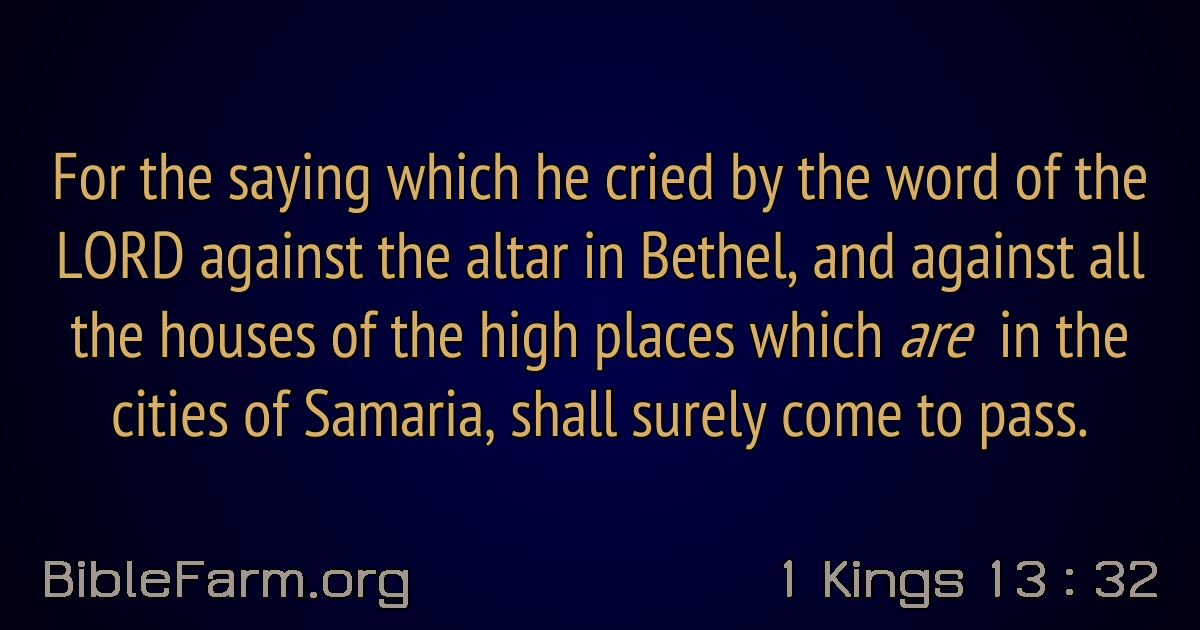 For the saying which he cried by the word of the
LORD against the altar in Bethel, and against all
the houses of the high places which are in the
cities of Samaria, shall surely come to pass.
BibleFarm.org
1 Kings 13 : 32